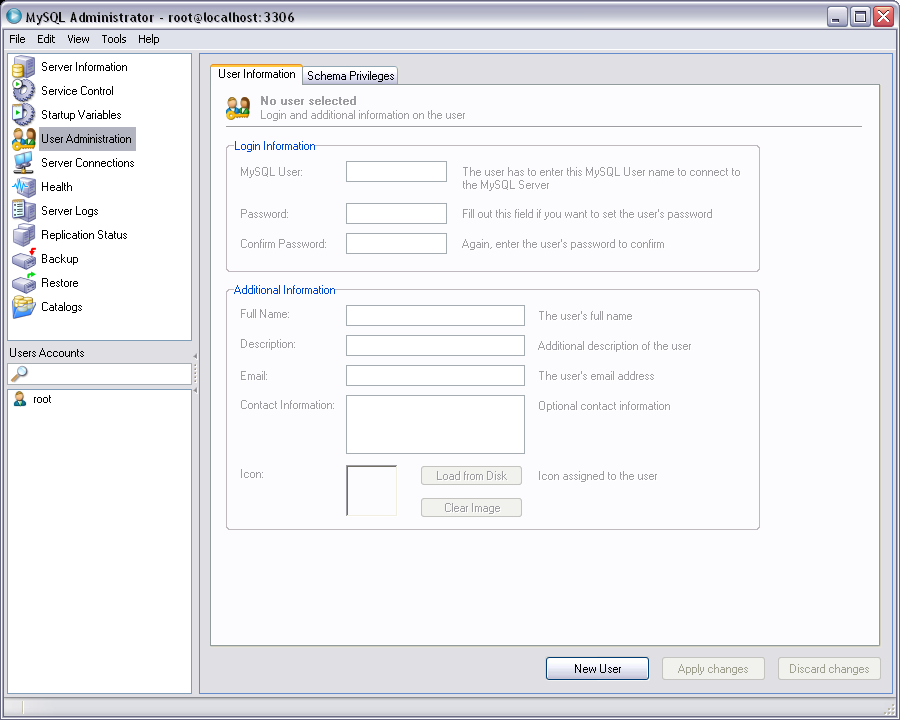 MySQL Administrator - root@localhost:3306
File Edit View Tools Help
Server Information
Service Control
Startup Variables
User Administration
Server Connections
Health
Server Logs
Replication Status
Backup
Restore
Catalogs
Users Accounts
root
User Information Schema Privileges
No user selected
Login and additional information on the user
Login Information
MySQL User: The user has to enter this MySQL User name to connect to
the MySQL Server
Password: Fill out this field if you want to set the user's password
Confirm Password: Again, enter the user's password to confirm
Additional Information
Full Name: The user's full name
Description: Additional description of the user
Email: The user's email address
Contact Information: Optional contact information
Icon: Load from Disk Icon assigned to the user
Clear Image
New User Apply changes Discard changes